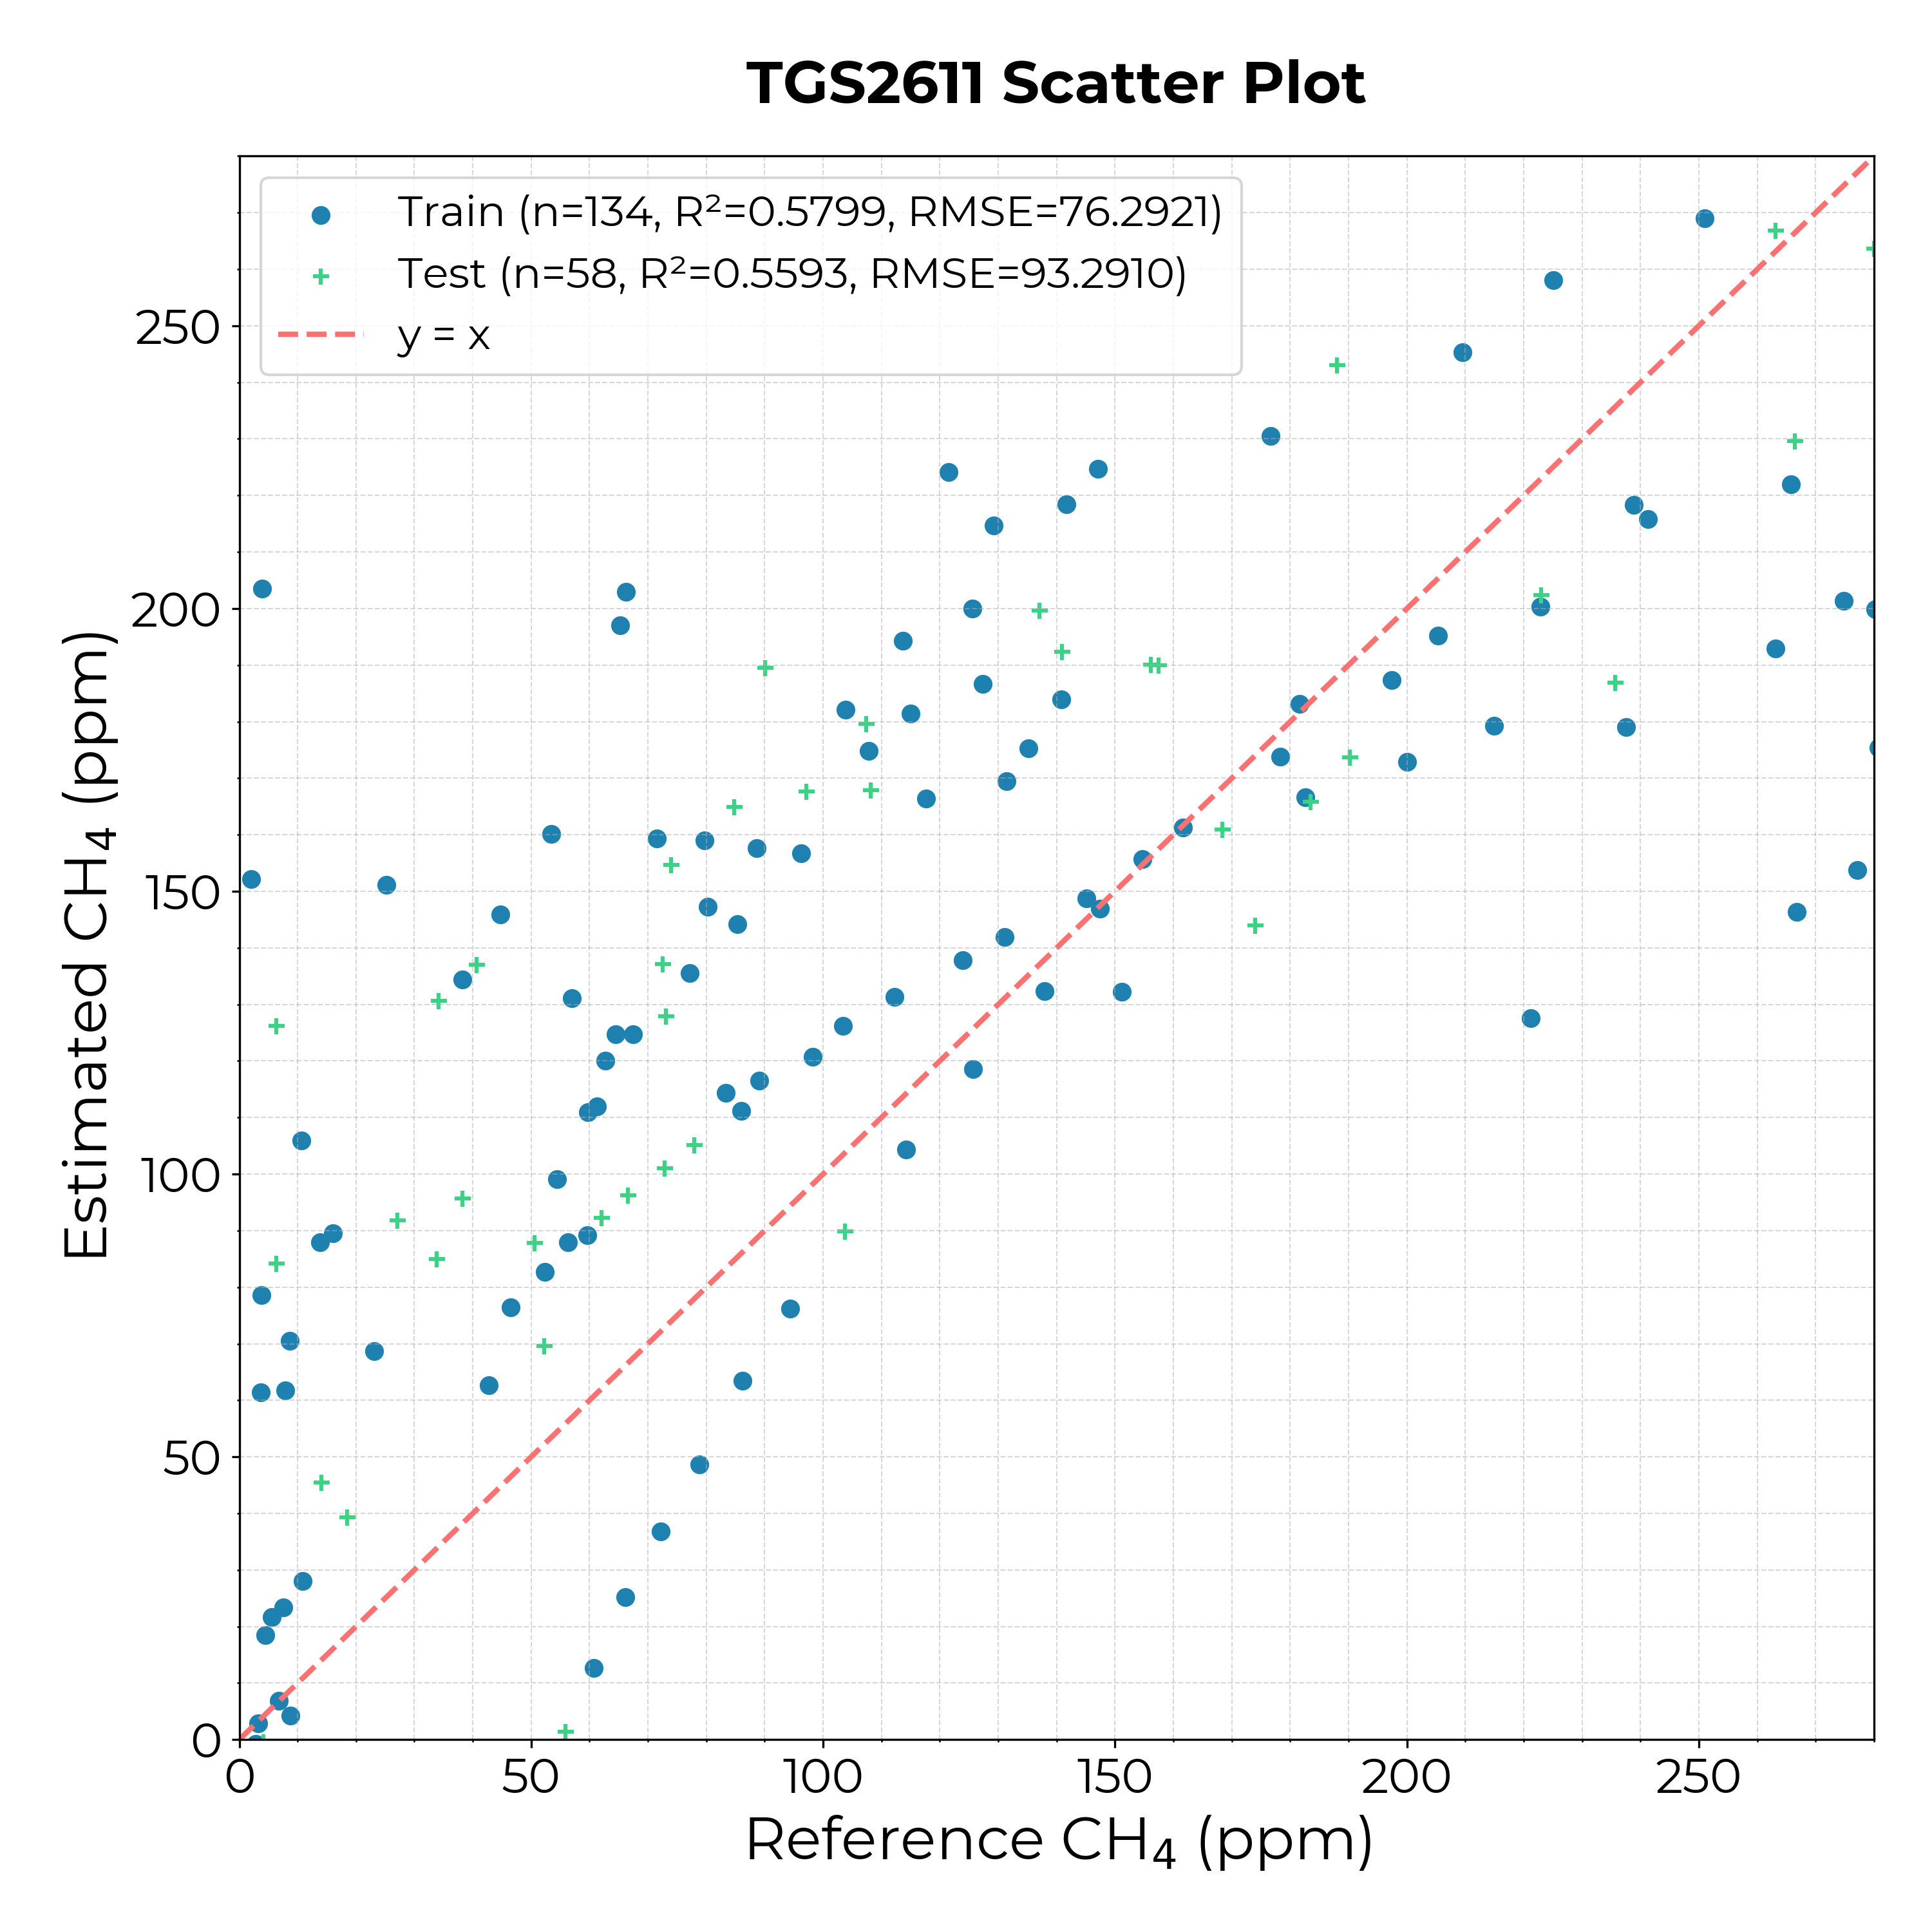 TGS2611 Scatter Plot
Train (n=134, R²=0.5799, RMSE=76.2921)
Test (n=58, R²=0.5593, RMSE=93.2910)
y = x
Estimated CH₄ (ppm)
250
200
150
100
50
0
0 50 100 150 200 250
Reference CH₄ (ppm)